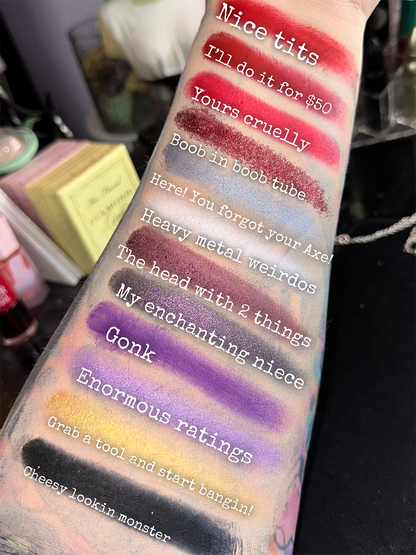 Nice tits
I'll do it for $50
Yours cruelly
Boob in boob tube
Here! You forgot your Axe!
Heavy metal weirdos
The head with 2 things
My enchanting niece
Gonk
Enormous ratings
Grab a tool and start bangin!
Cheesy lookin monster